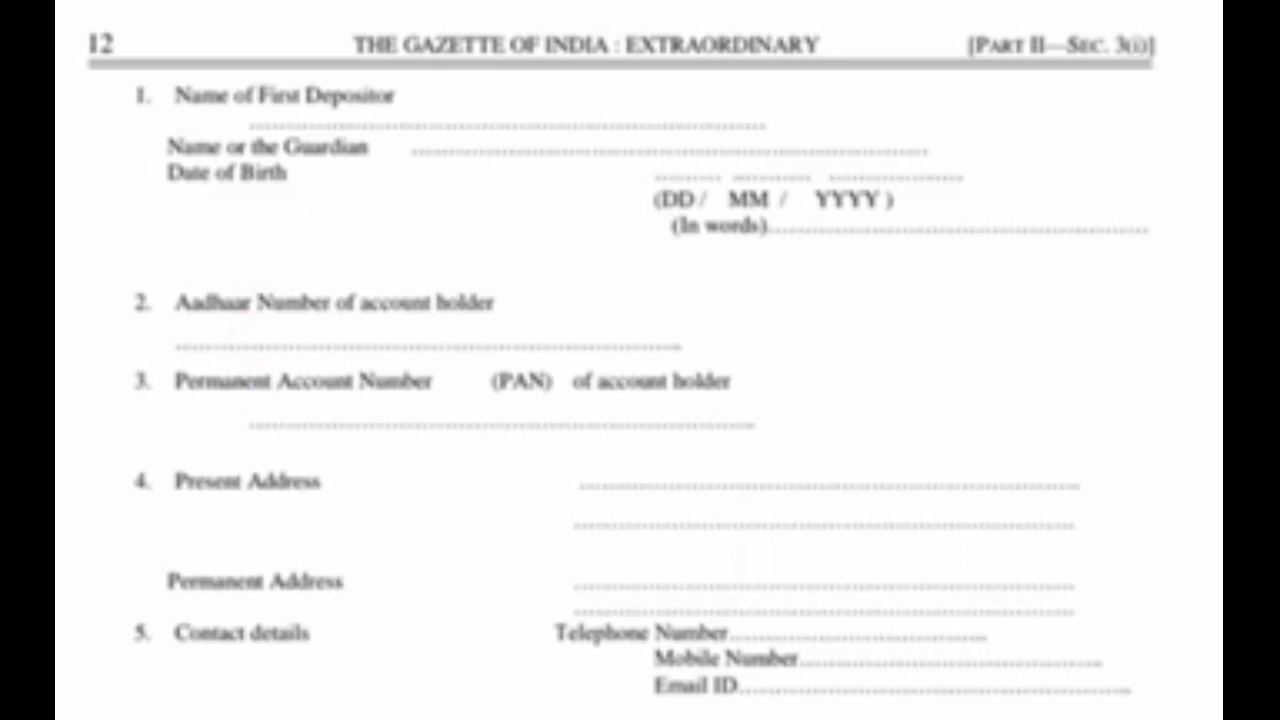 12 THE GAZETTE OF INDIA : EXTRAORDINARY [PART II—SEC. 3(i)]
1. Name of First Depositor
................................................................
Name or the Guardian ................................................................
Date of Birth .......... ........... ....................
(DD / MM / YYYY )
(In words)................................................................
2. Aadhaar Number of account holder
................................................................
3. Permanent Account Number (PAN) of account holder
................................................................
4. Present Address ................................................................
................................................................
Permanent Address ................................................................
................................................................
5. Contact details Telephone Number........................................
Mobile Number................................................
Email ID............................................................